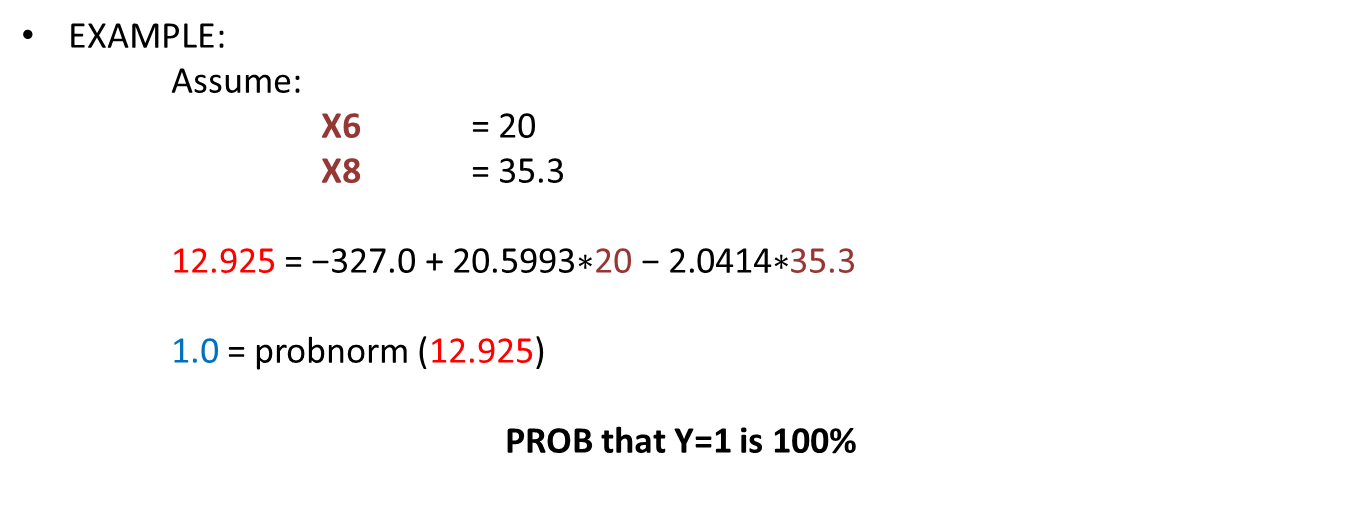 • EXAMPLE:
Assume:
X6 = 20
X8 = 35.3
12.925 = −327.0 + 20.5993*20 − 2.0414*35.3
1.0 = probnorm (12.925)
PROB that Y=1 is 100%